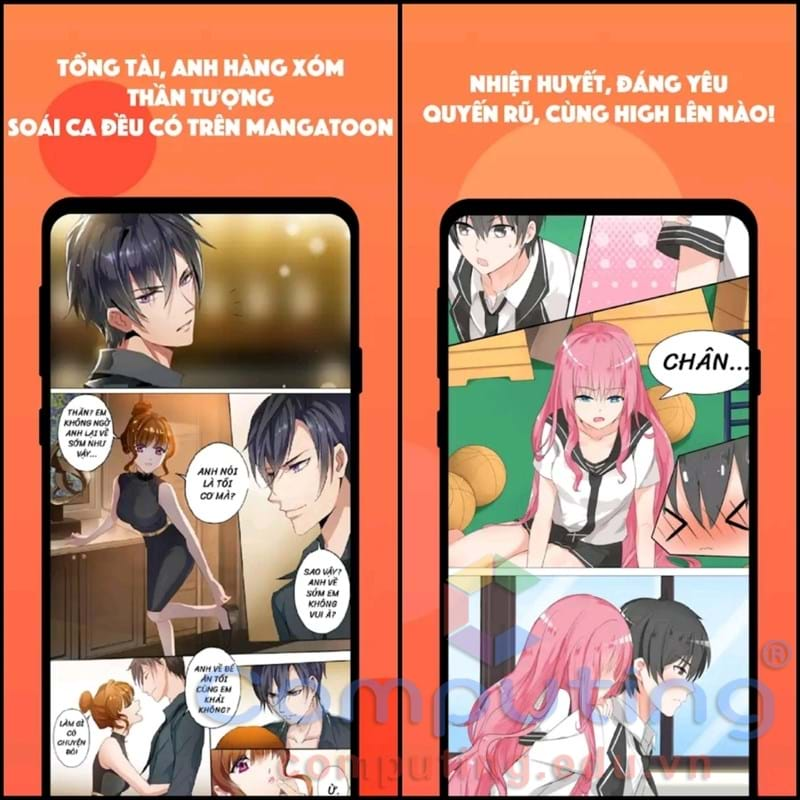 TỔNG TÀI, ANH HÀNG XÓM
THẦN TƯỢNG
SOÁI CA ĐỀU CÓ TRÊN MANGATOON
THÂN? EM
KHÔNG NGỜ
ANH LẠI VỀ
SỚM NHƯ
VẬY...
ANH NÓI
LÀ TỐI
CƠ MÀ?
SAO VẬY?
ANH VỀ
SỚM EM
KHÔNG
VUI À?
ANH VỀ ĐỂ
ĂN TỐI
CÙNG EM
KHẢI
KHÔNG?
LÀM GÌ
CÓ
CHUYỆN
ĐÓ!
Ừ,
NHIỆT HUYẾT, ĐÁNG YÊU
QUYẾN RŨ, CÙNG HIGH LÊN NÀO!
CHÂN...
Computing®
computing.edu.vn